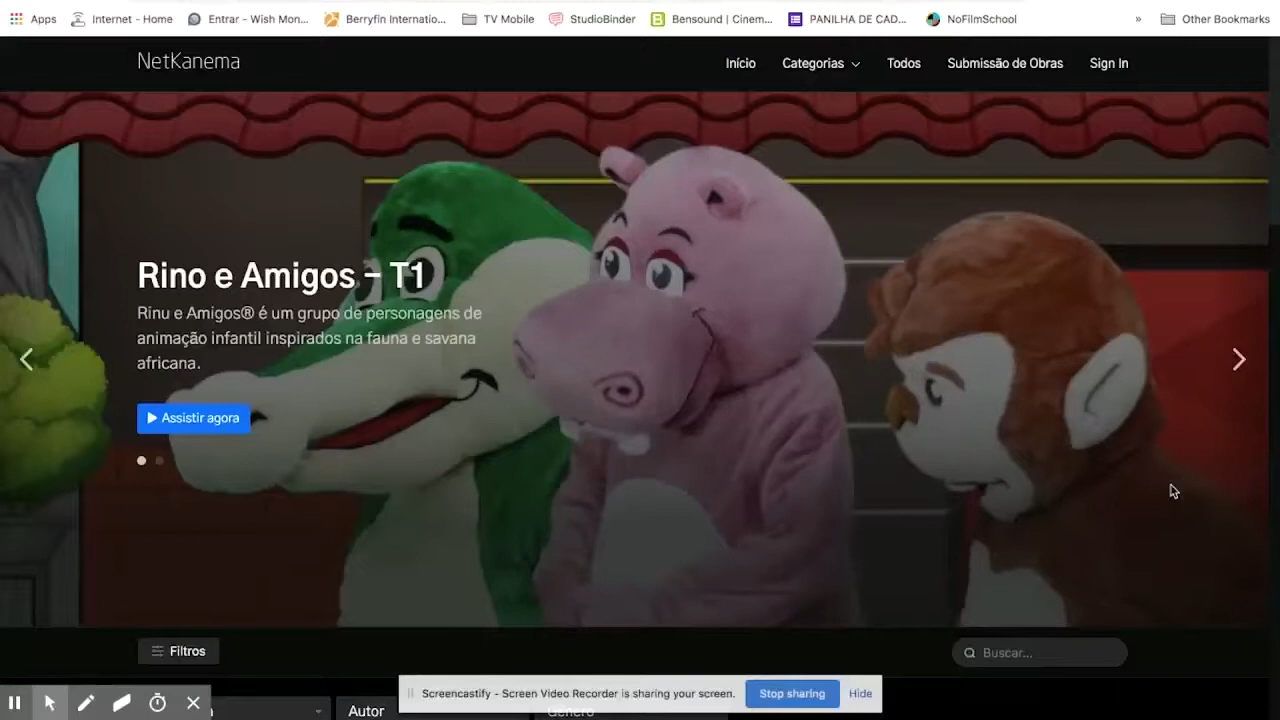 Apps Internet - Home Entrar - Wish Mon... Berryfin Internatio... TV Mobile StudioBinder Bensound | Cinem... PANILHA DE CAD... NoFilmSchool » Other Bookmarks
NetKanema Início Categorias Todos Submissão de Obras Sign In
Rino e Amigos – T1
Rinu e Amigos® é um grupo de personagens de
animação infantil inspirados na fauna e savana
africana.
Assistir agora
Filtros Buscar...
Screencastify - Screen Video Recorder is sharing your screen. Stop sharing Hide
Autor Genero